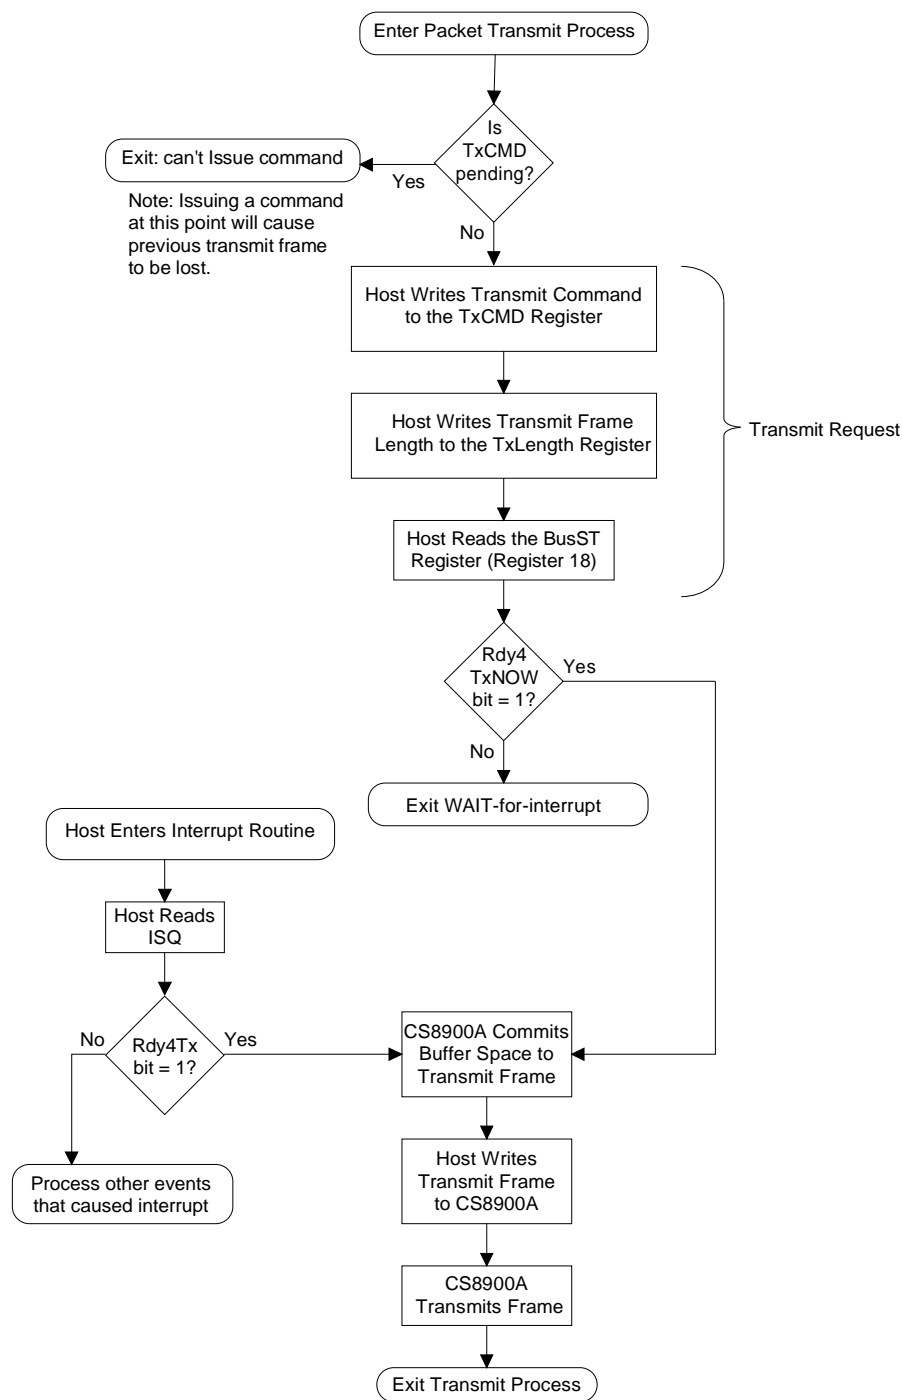 Enter Packet Transmit Process
Is
TxCMD
pending?
Exit: can't Issue command
Yes
Note: Issuing a command
at this point will cause
previous transmit frame
to be lost.
No
Host Writes Transmit Command
to the TxCMD Register
Host Writes Transmit Frame
Length to the TxLength Register
Transmit Request
Host Reads the BusST
Register (Register 18)
Rdy4
TxNOW
bit = 1?
Yes
No
Exit WAIT-for-interrupt
Host Enters Interrupt Routine
Host Reads
ISQ
No
Rdy4Tx
bit = 1?
Yes
CS8900A Commits
Buffer Space to
Transmit Frame
Process other events
that caused interrupt
Host Writes
Transmit Frame
to CS8900A
CS8900A
Transmits Frame
Exit Transmit Process